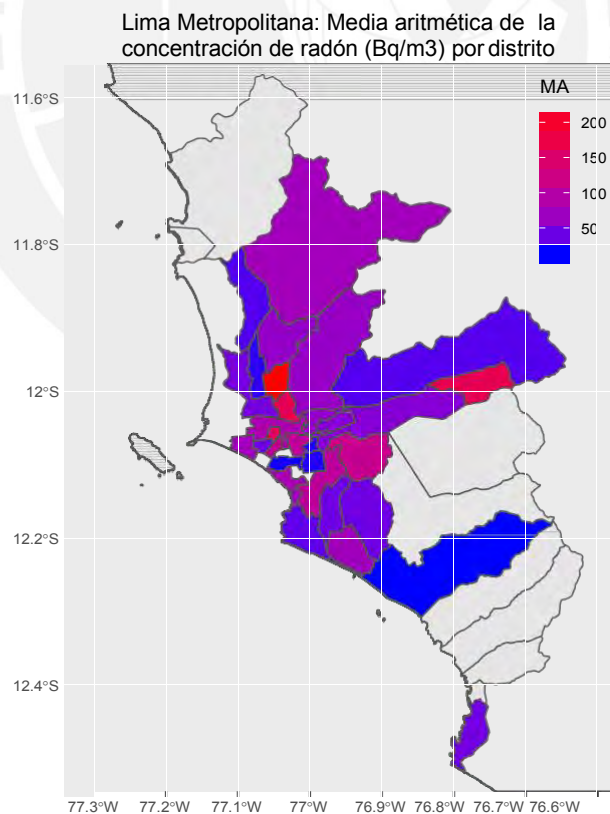 Lima Metropolitana: Media aritmética de la
concentración de radón (Bq/m3) por distrito
MA
200
150
100
50
11.6°S
11.8°S
12°S
12.2°S
12.4°S
77.3°W 77.2°W 77.1°W 77°W 76.9°W 76.8°W 76.7°W 76.6°W